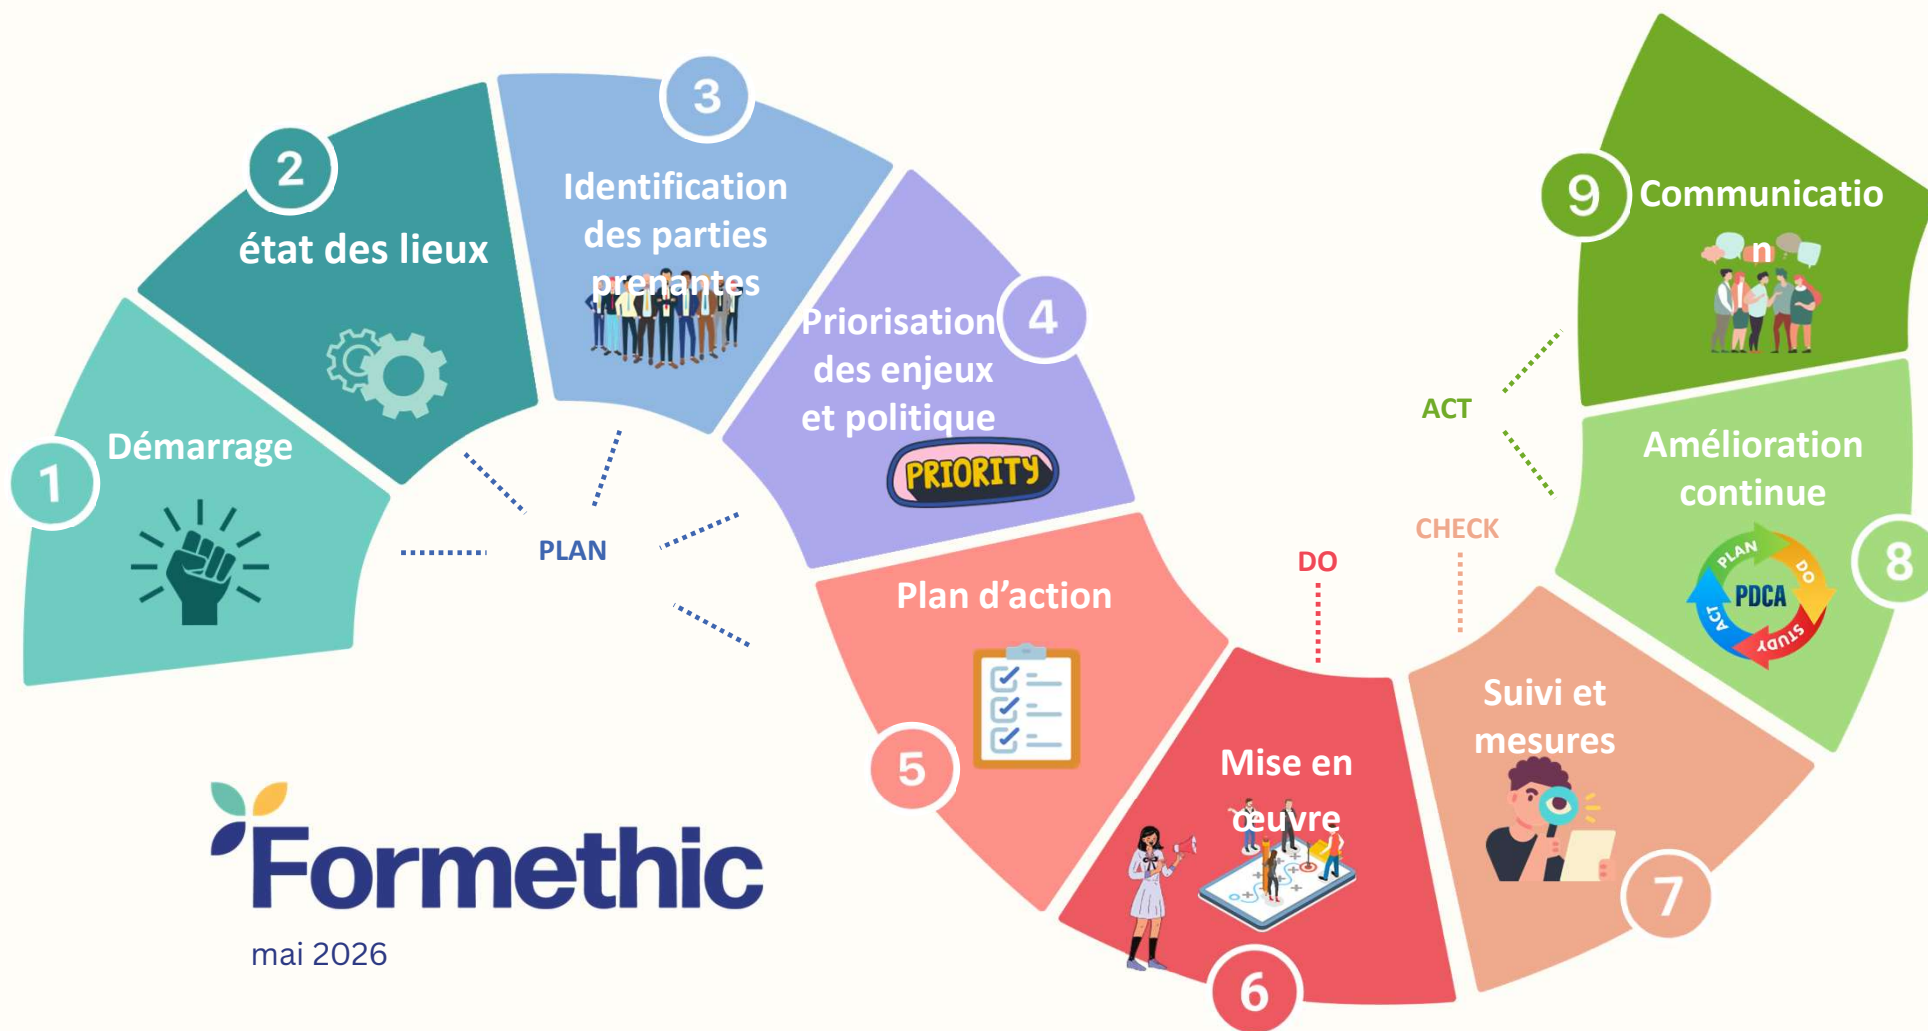 1
Démarrage
2
état des lieux
3
Identification
des parties
prenantes
4
Priorisation
des enjeux
et politique
PRIORITY
PLAN
5
Plan d’action
DO
6
Mise en
œuvre
CHECK
7
Suivi et
mesures
ACT
8
Amélioration
continue
PLAN
DO
STUDY
ACT
PDCA
9
Communicatio
n
Formethic
mai 2026